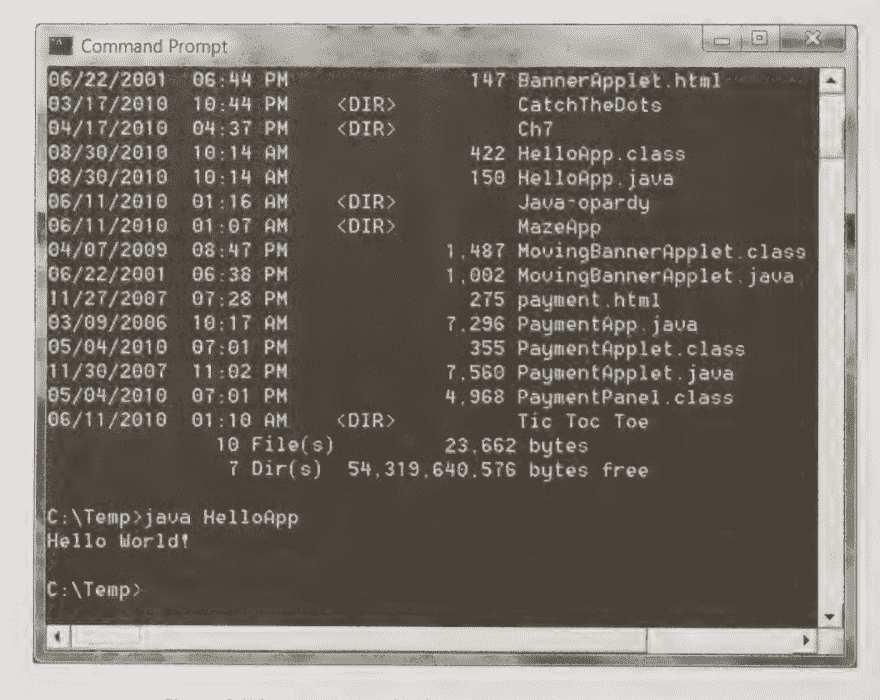 Command Prompt
06/22/2001  06:44 PM               147 BannerApplet.html
03/17/2010  10:44 PM    <DIR>          CatchTheDots
04/17/2010  04:37 PM    <DIR>          Ch7
08/30/2010  10:14 AM               422 HelloApp.class
08/30/2010  10:14 AM               150 HelloApp.java
06/11/2010  01:16 AM    <DIR>          Java-opardy
06/11/2010  01:07 AM    <DIR>          MazeApp
04/07/2009  08:47 PM             1,487 MovingBannerApplet.class
06/22/2001  06:38 PM             1,002 MovingBannerApplet.java
11/27/2007  07:28 PM               275 payment.html
03/09/2006  10:17 AM             7,296 PaymentApp.java
05/04/2010  07:01 PM               355 PaymentApplet.class
11/30/2007  11:02 PM             7,560 PaymentApplet.java
05/04/2010  07:01 PM             4,968 PaymentPanel.class
06/11/2010  01:10 AM    <DIR>          Tic Toc Toe
10 File(s)         23,662 bytes
7 Dir(s)  54,319,640,576 bytes free
C:\Temp>java HelloApp
Hello World!
C:\Temp>